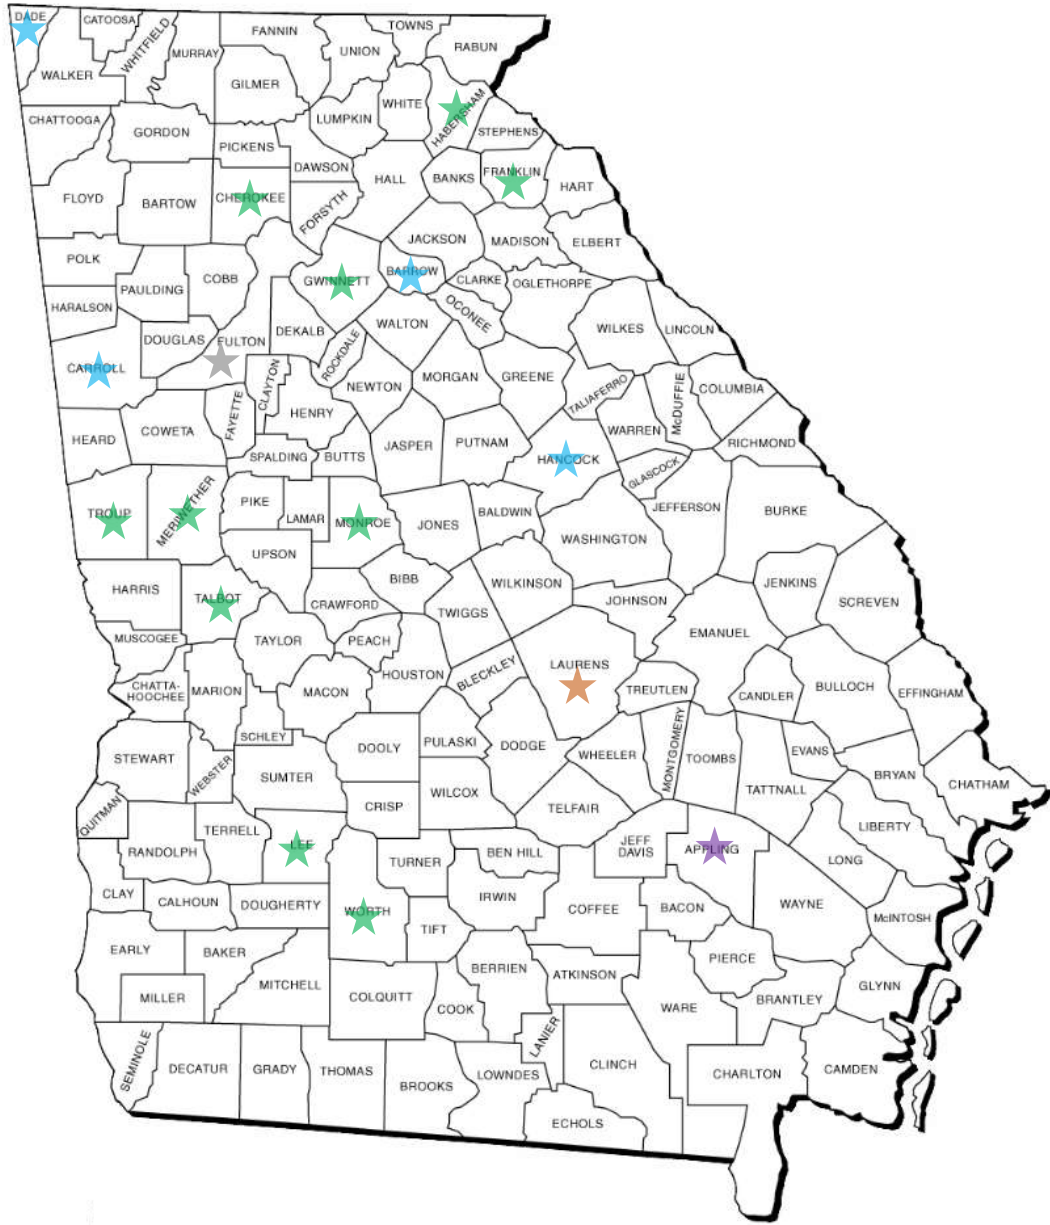 DADE
CATOOSA
WHITFIELD
MURRAY
FANNIN
UNION
TOWNS
RABUN
WALKER
GILMER
WHITE
LUMPKIN
HABERSHAM
STEPHENS
CHATTOOGA
GORDON
PICKENS
DAWSON
HALL
BANKS
FRANKLIN
HART
FLOYD
BARTOW
CHEROKEE
FORSYTH
JACKSON
MADISON
ELBERT
POLK
PAULDING
COBB
GWINNETT
BARROW
CLARKE
OGLETHORPE
HARALSON
OCONEE
DOUGLAS
FULTON
DEKALB
WALTON
WILKES
LINCOLN
CARROLL
ROCKDALE
CLAYTON
NEWTON
MORGAN
GREENE
TALIAFERRO
McDUFFIE
COLUMBIA
HEARD
COWETA
FAYETTE
HENRY
JASPER
PUTNAM
WARREN
RICHMOND
SPALDING
BUTTS
HANCOCK
GLASCOCK
TROUP
MERIWETHER
PIKE
LAMAR
MONROE
JONES
BALDWIN
JEFFERSON
BURKE
UPSON
WASHINGTON
HARRIS
TALBOT
CRAWFORD
BIBB
WILKINSON
JENKINS
SCREVEN
JOHNSON
MUSCOGEE
TAYLOR
PEACH
TWIGGS
EMANUEL
CHATTA-
HOOCHEE
MARION
MACON
HOUSTON
BLECKLEY
LAURENS
TREUTLEN
CANDLER
BULLOCH
EFFINGHAM
SCHLEY
STEWART
WEBSTER
SUMTER
DOOLY
PULASKI
DODGE
WHEELER
MONTGOMERY
TOOMBS
EVANS
TATTNALL
BRYAN
CHATHAM
QUITMAN
CRISP
WILCOX
TELFAIR
TERRELL
LEE
RANDOLPH
TURNER
BEN HILL
JEFF
DAVIS
APPLING
LIBERTY
LONG
CLAY
CALHOUN
DOUGHERTY
WORTH
TIFT
IRWIN
COFFEE
BACON
WAYNE
McINTOSH
EARLY
BAKER
MITCHELL
COLQUITT
BERRIEN
ATKINSON
PIERCE
GLYNN
MILLER
COOK
WARE
BRANTLEY
SEMINOLE
DECATUR
GRADY
THOMAS
BROOKS
LOWNDES
LANIER
CLINCH
CHARLTON
CAMDEN
ECHOLS